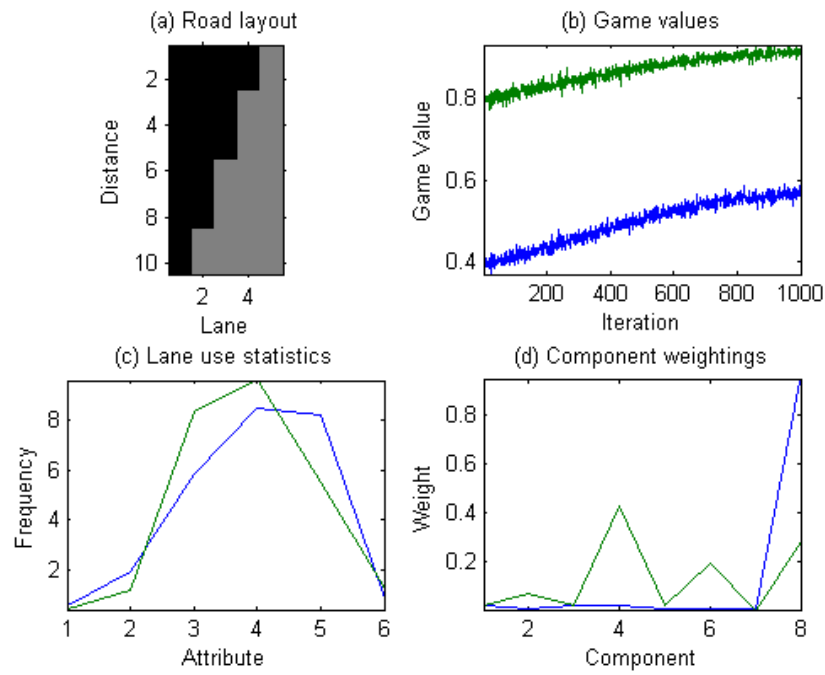 (a) Road layout
2
4
6
8
10
Distance
2 4
Lane
(b) Game values
0.8
0.6
0.4
Game Value
200 400 600 800 1000
Iteration
(c) Lane use statistics
8
6
4
2
Frequency
1 2 3 4 5 6
Attribute
(d) Component weightings
0.8
0.6
0.4
0.2
Weight
2 4 6 8
Component